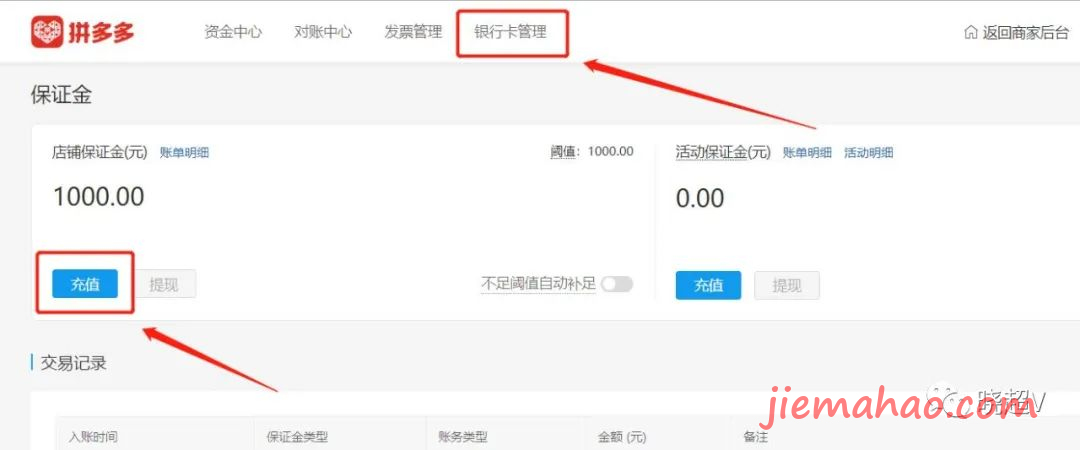 拼多多 资金中心 对账中心 发票管理 银行卡管理 返回商家后台
保证金
店铺保证金(元) 账单明细 阈值: 1000.00 活动保证金(元) 账单明细 活动明细
1000.00 0.00
充值 提现 不足阈值自动补足 充值 提现
交易记录
jiemahao.com 晓超V
入账时间 保证金类型 账务类型 金额 (元) 备注